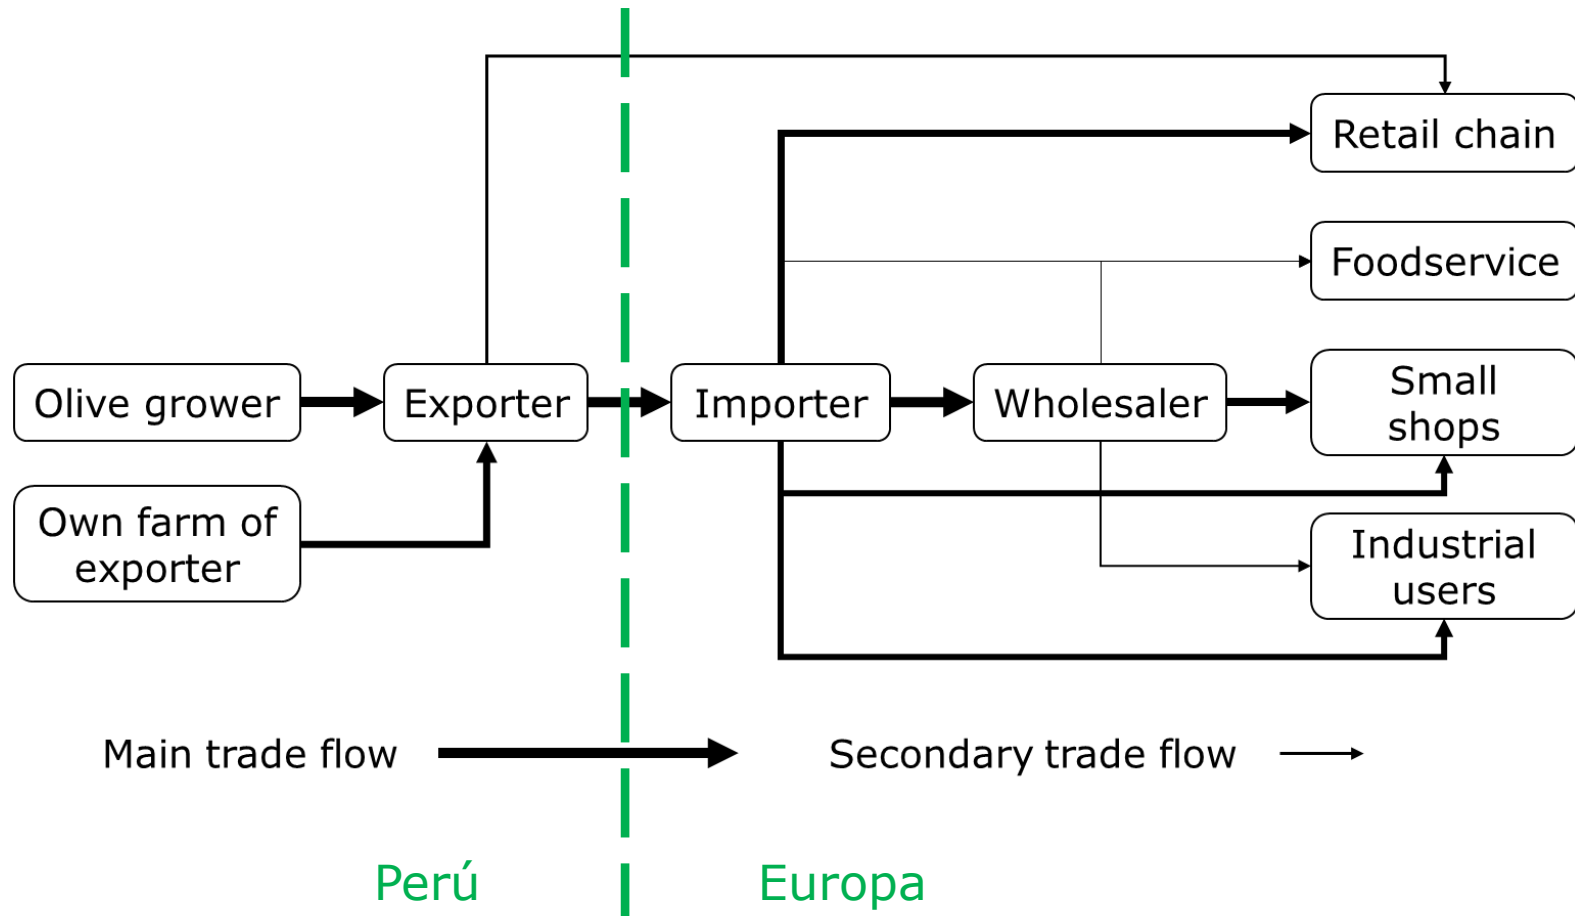 Retail chain
Foodservice
Olive grower
Exporter
Importer
Wholesaler
Small
shops
Own farm of
exporter
Industrial
users
Main trade flow
Secondary trade flow
Perú
Europa